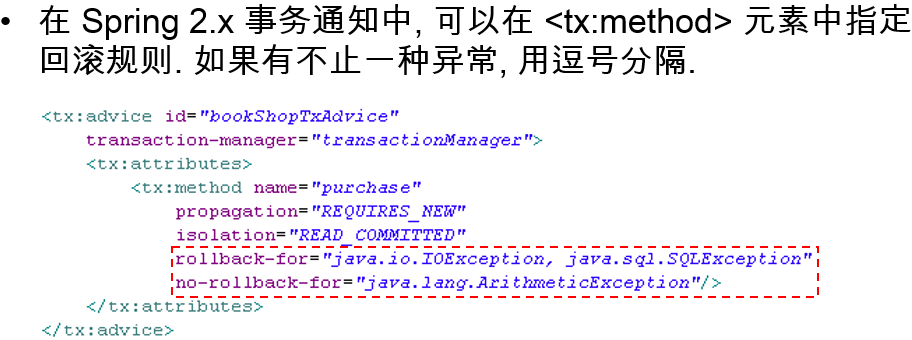 • 在 Spring 2.x 事务通知中, 可以在 <tx:method> 元素中指定
回滚规则. 如果有不止一种异常, 用逗号分隔.
<tx:advice id="bookShopTxAdvice"
    transaction-manager="transactionManager">
    <tx:attributes>
        <tx:method name="purchase"
            propagation="REQUIRES_NEW"
            isolation="READ_COMMITTED"
            rollback-for="java.io.IOException, java.sql.SQLException"
            no-rollback-for="java.lang.ArithmeticException"/>
    </tx:attributes>
</tx:advice>